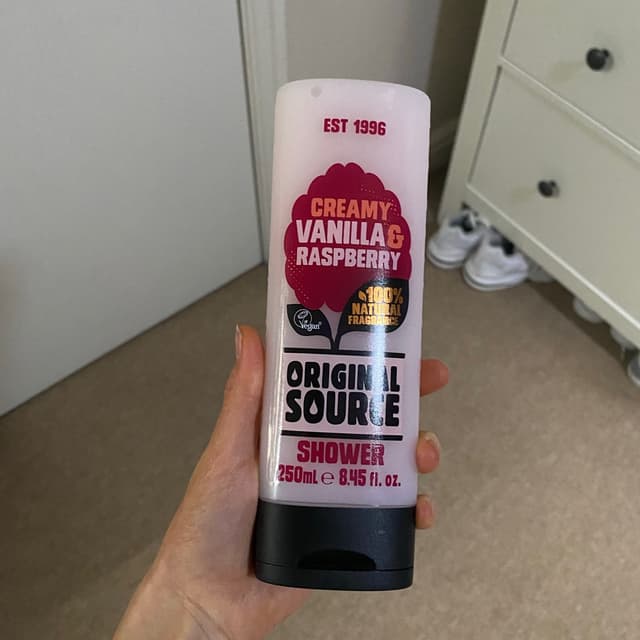 EST 1996
CREAMY
VANILLA &
RASPBERRY
100%
NATURAL
FRAGRANCE
Vegan
ORIGINAL
SOURCE
SHOWER
250mL e 8.45 fl. oz.